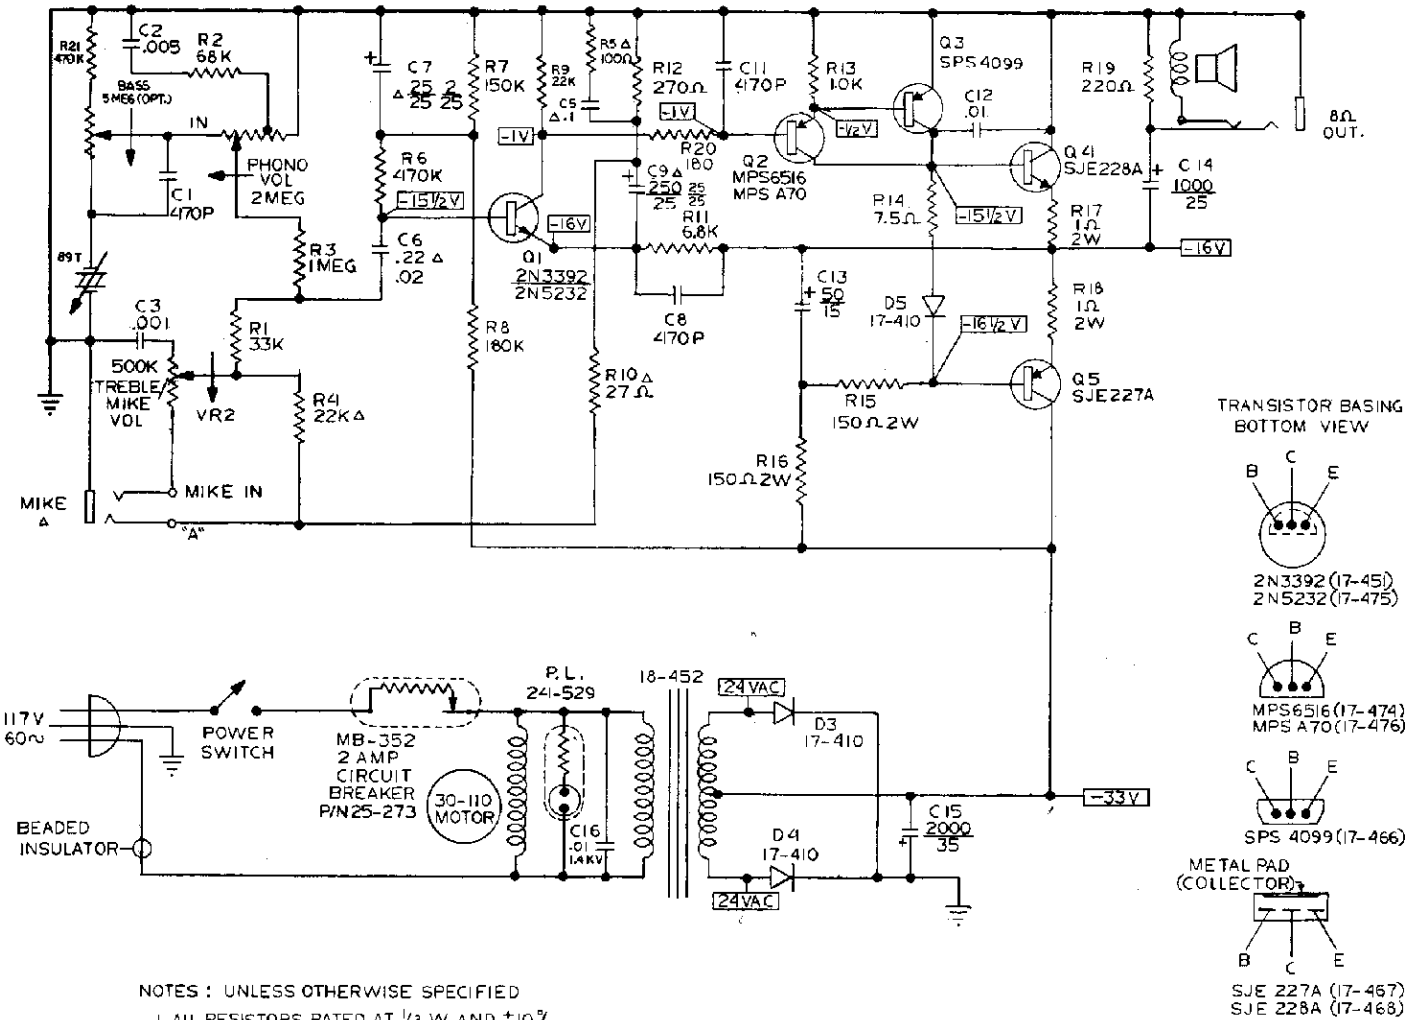 R21
470K
C2
.005
R2
68K
BASS
5MEG (OPT.)
IN
PHONO
VOL
2MEG
C1
470P
89T
R3
1MEG
C3
.001
R1
33K
500K
TREBLE
MIKE
VOL
VR2
R4
22K Δ
MIKE
Δ
MIKE IN
"A"
+
C7
Δ 25 2
25 25
R7
150K
R6
470K
-15 1/2 V
C6
.22 Δ
.02
R8
180K
R9
22K
R5 Δ
100Ω
C5
Δ .1
-1V
Q1
2N3392
2N5232
-16V
R12
270Ω
+
C9 Δ
250 25
25 25
R11
6.8K
C8
470P
R10 Δ
27Ω
-1V
R20
180
C11
470P
R13
1.0K
Q2
MPS6516
MPS A70
-1/2 V
Q3
SPS4099
C12
.01
R14
7.5Ω
-15 1/2 V
Q4
SJE228A
R17
1Ω
2W
R18
1Ω
2W
+
C13
50
15
D5
17-410
-16 1/2 V
R15
150Ω 2W
R16
150Ω 2W
Q5
SJE227A
R19
220Ω
+
C14
1000
25
-16V
8Ω
OUT.
TRANSISTOR BASING
BOTTOM VIEW
B C E
2N3392 (17-451)
2N5232 (17-475)
C B E
MPS6516 (17-474)
MPS A70 (17-476)
C B E
SPS 4099 (17-466)
METAL PAD
(COLLECTOR)
B C E
SJE 227A (17-467)
SJE 228A (17-468)
117V
60~
POWER
SWITCH
BEADED
INSULATOR
MB-352
2 AMP
CIRCUIT
BREAKER
P/N 25-273
30-110
MOTOR
P.L.
241-529
C16
.01
1.4KV
18-452
24VAC
D3
17-410
D4
17-410
24VAC
+
C15
2000
35
-33V
NOTES: UNLESS OTHERWISE SPECIFIED